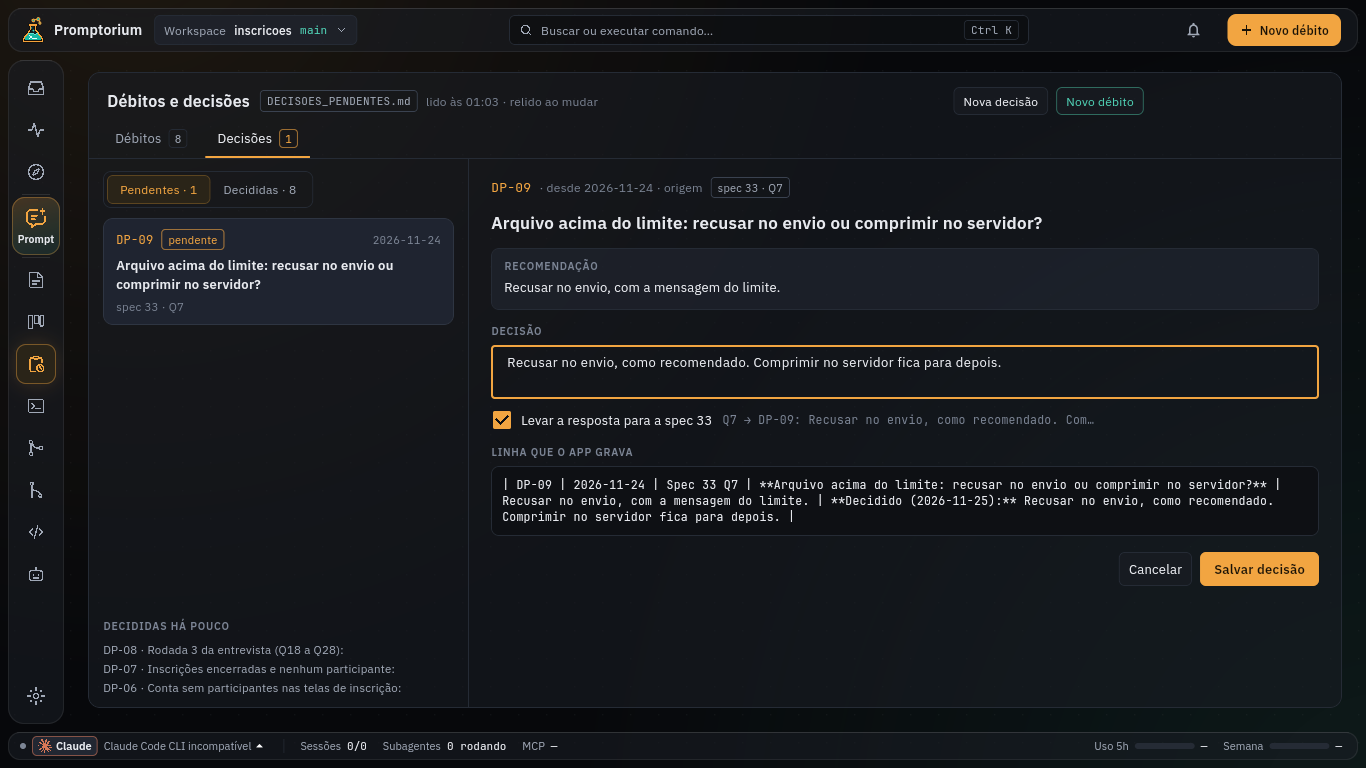 Promptorium
Workspace inscricoes main
Buscar ou executar comando…
Ctrl K
+ Novo débito
Débitos e decisões
DECISOES_PENDENTES.md
lido às 01:03 · relido ao mudar
Nova decisão
Novo débito
Débitos 8
Decisões 1
Prompt
Pendentes · 1
Decididas · 8
DP-09 pendente 2026-11-24
Arquivo acima do limite: recusar no envio ou
comprimir no servidor?
spec 33 · Q7
DECIDIDAS HÁ POUCO
DP-08 · Rodada 3 da entrevista (Q18 a Q28):
DP-07 · Inscrições encerradas e nenhum participante:
DP-06 · Conta sem participantes nas telas de inscrição:
DP-09 · desde 2026-11-24 · origem spec 33 · Q7
Arquivo acima do limite: recusar no envio ou comprimir no servidor?
RECOMENDAÇÃO
Recusar no envio, com a mensagem do limite.
DECISÃO
Recusar no envio, como recomendado. Comprimir no servidor fica para depois.
Levar a resposta para a spec 33 Q7 → DP-09: Recusar no envio, como recomendado. Com…
LINHA QUE O APP GRAVA
| DP-09 | 2026-11-24 | Spec 33 Q7 | **Arquivo acima do limite: recusar no envio ou comprimir no servidor?** |
Recusar no envio, com a mensagem do limite. | **Decidido (2026-11-25):** Recusar no envio, como recomendado.
Comprimir no servidor fica para depois. |
Cancelar
Salvar decisão
Claude
Claude Code CLI incompatível
Sessões 0/0
Subagentes 0 rodando
MCP —
Uso 5h —
Semana —